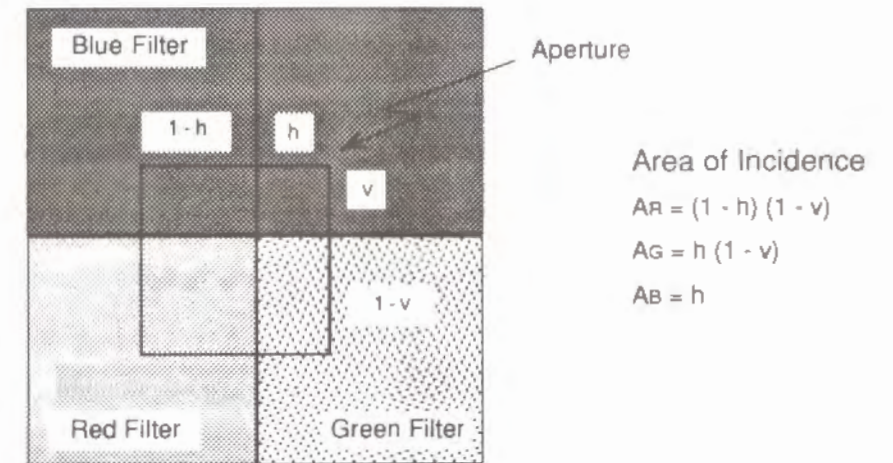 Blue Filter
Aperture
1 - h
h
v
Area of Incidence
AR = (1 - h) (1 - v)
AG = h (1 - v)
AB = h
1 - v
Red Filter
Green Filter